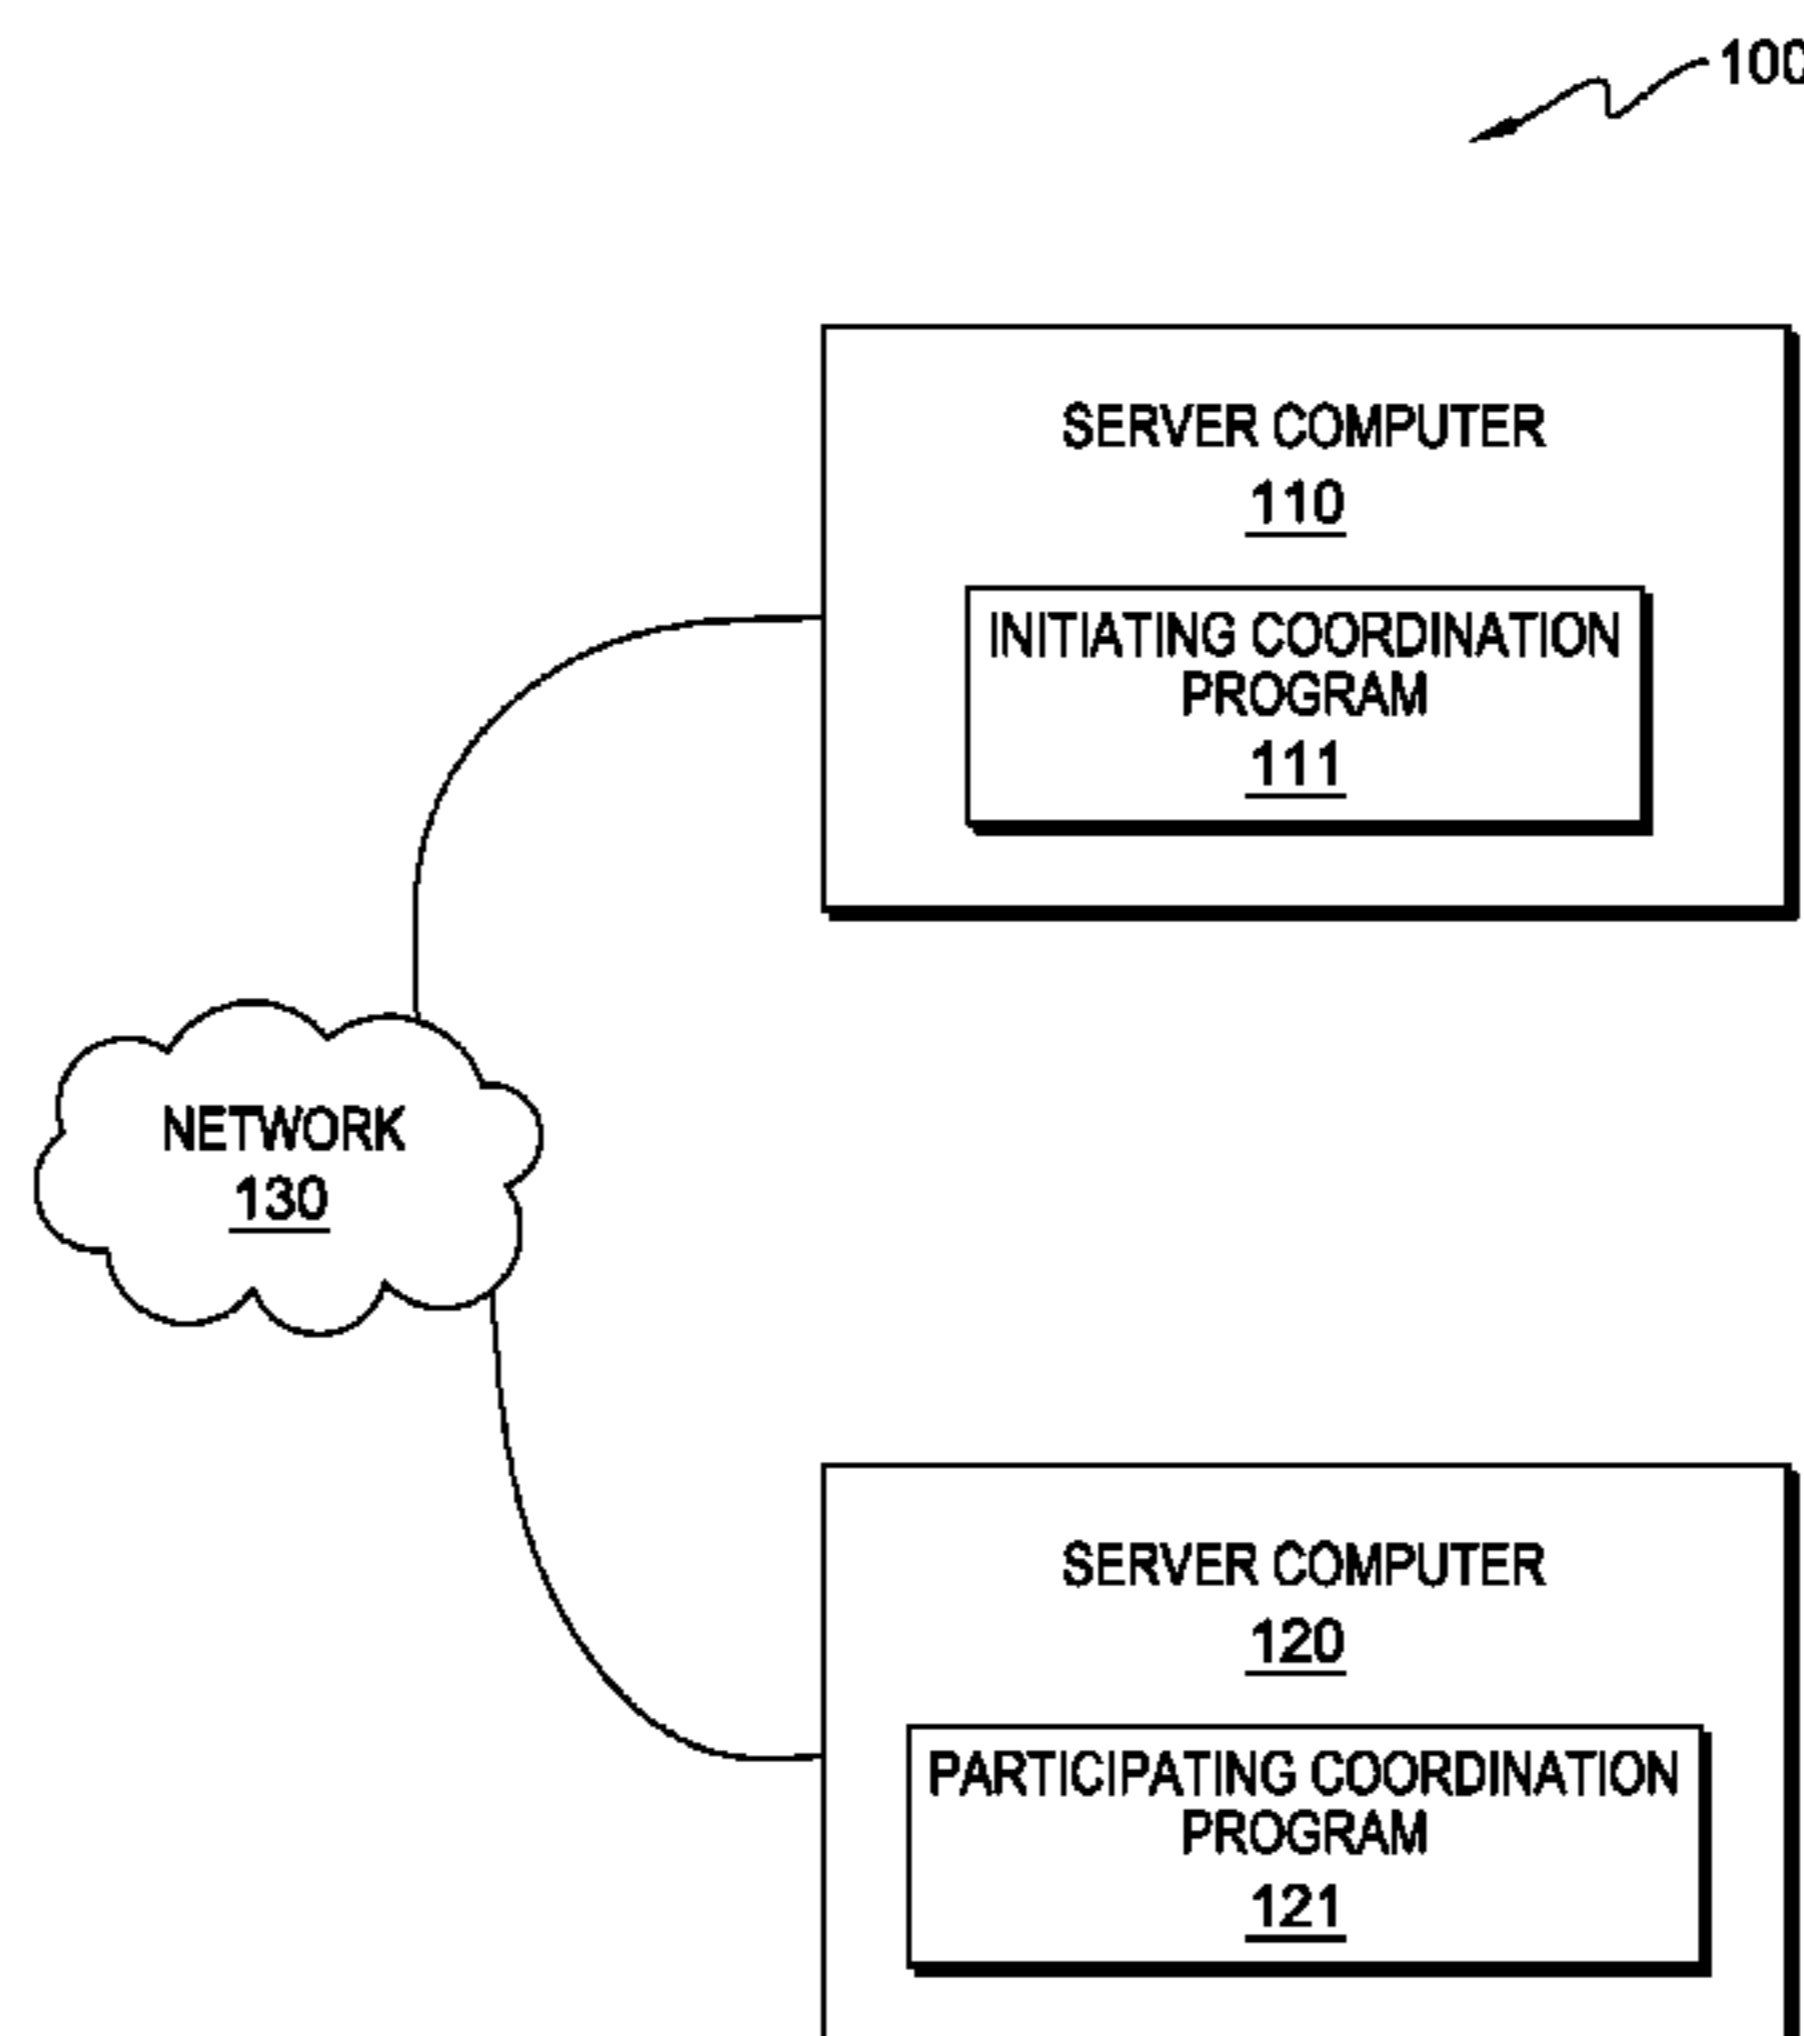 100
SERVER COMPUTER
110
INITIATING COORDINATION
PROGRAM
111
NETWORK
130
SERVER COMPUTER
120
PARTICIPATING COORDINATION
PROGRAM
121